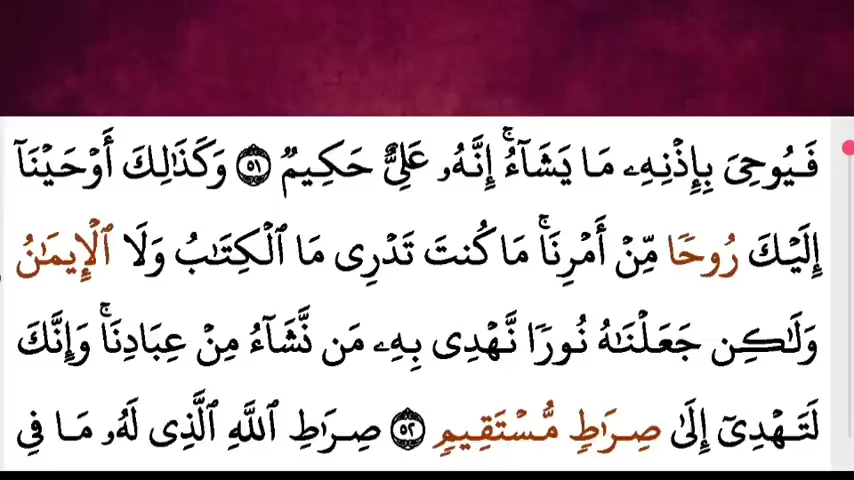 فَيُوحِىَ بِإِذْنِهِۦ مَا يَشَآءُۚ إِنَّهُۥ عَلِىٌّ حَكِيمٌ ۝٥١ وَكَذَٰلِكَ أَوْحَيْنَآ
إِلَيْكَ رُوحًا مِّنْ أَمْرِنَاۚ مَا كُنتَ تَدْرِى مَا ٱلْكِتَٰبُ وَلَا ٱلْإِيمَٰنُ
وَلَٰكِن جَعَلْنَٰهُ نُورًا نَّهْدِى بِهِۦ مَن نَّشَآءُ مِنْ عِبَادِنَاۚ وَإِنَّكَ
لَتَهْدِىٓ إِلَىٰ صِرَٰطٍ مُّسْتَقِيمٍ ۝٥٢ صِرَٰطِ ٱللَّهِ ٱلَّذِى لَهُۥ مَا فِى